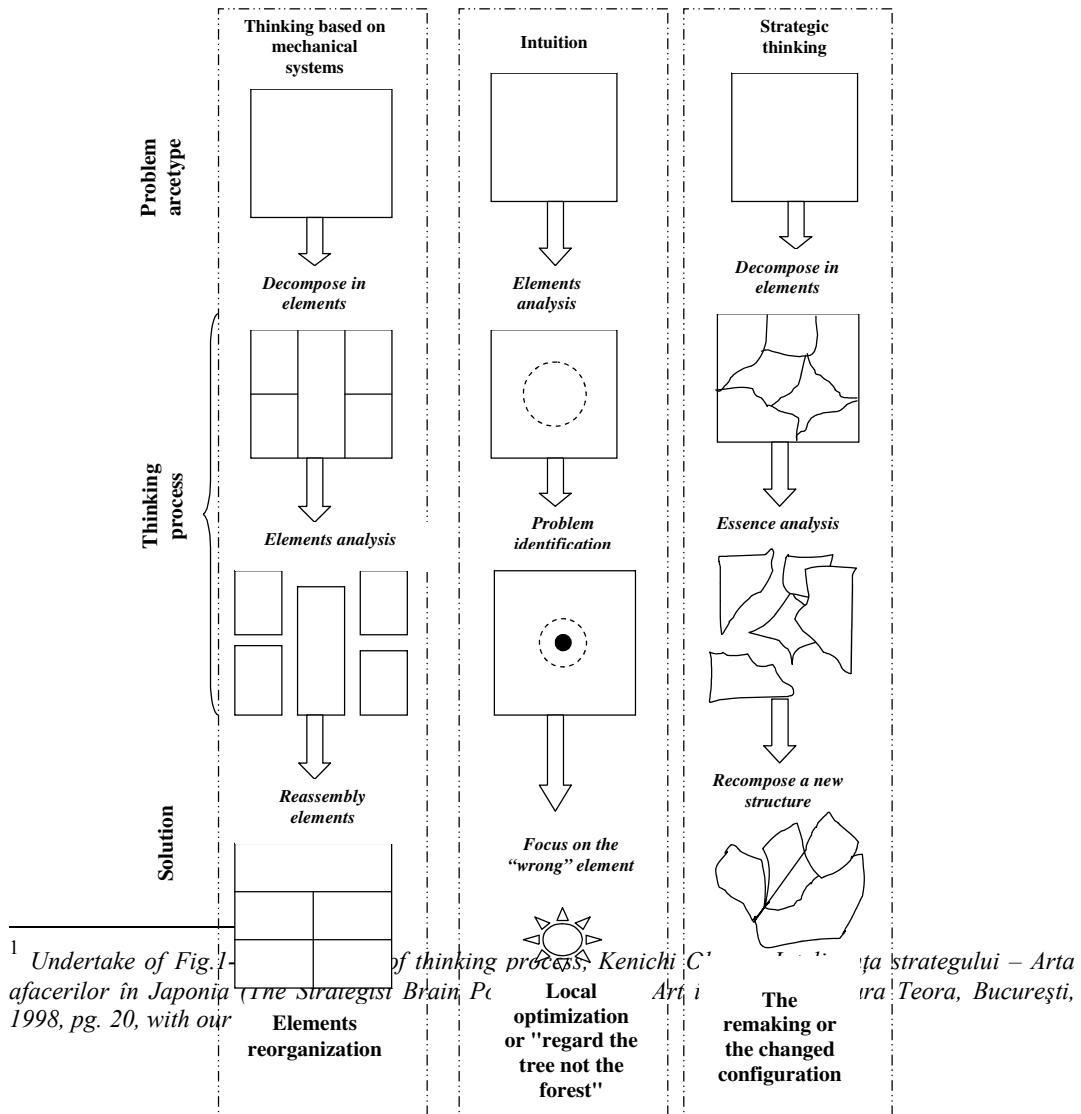 Thinking based on
mechanical
systems
Intuition
Strategic
thinking
Problem
arcetype
Decompose in
elements
Elements
analysis
Decompose in
elements
Thinking
process
Elements analysis
Problem
identification
Essence analysis
Reassembly
elements
Focus on the
“wrong” element
Recompose a new
structure
Solution
1 Undertake of Fig.1- of thinking process, Kenichi strategului – Arta
afacerilor în Japonia (The Strategist Brain Teora, Bucureşti,
1998, pg. 20, with our
Elements
reorganization
Local
optimization
or "regard the
tree not the
forest"
The
remaking or
the changed
configuration